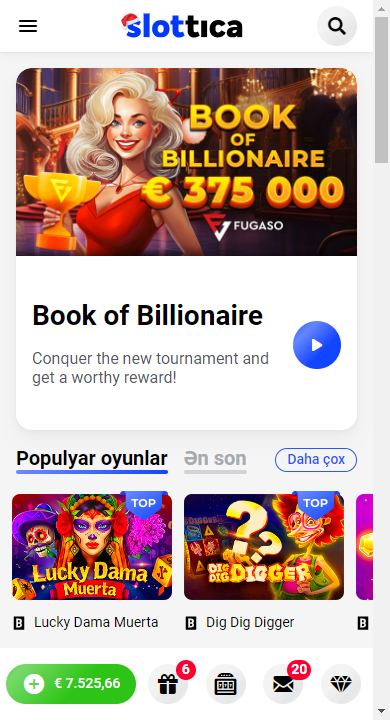 slottica
BOOK
OF
BILLIONAIRE
€ 375 000
FUGASO
Book of Billionaire
Conquer the new tournament and
get a worthy reward!
Populyar oyunlar
Ən son
Daha çox
TOP
TOP
Lucky Dama
Muerta
DIG DIG
DIGGER
B Lucky Dama Muerta
B Dig Dig Digger
B
€ 7.525,66
6
20